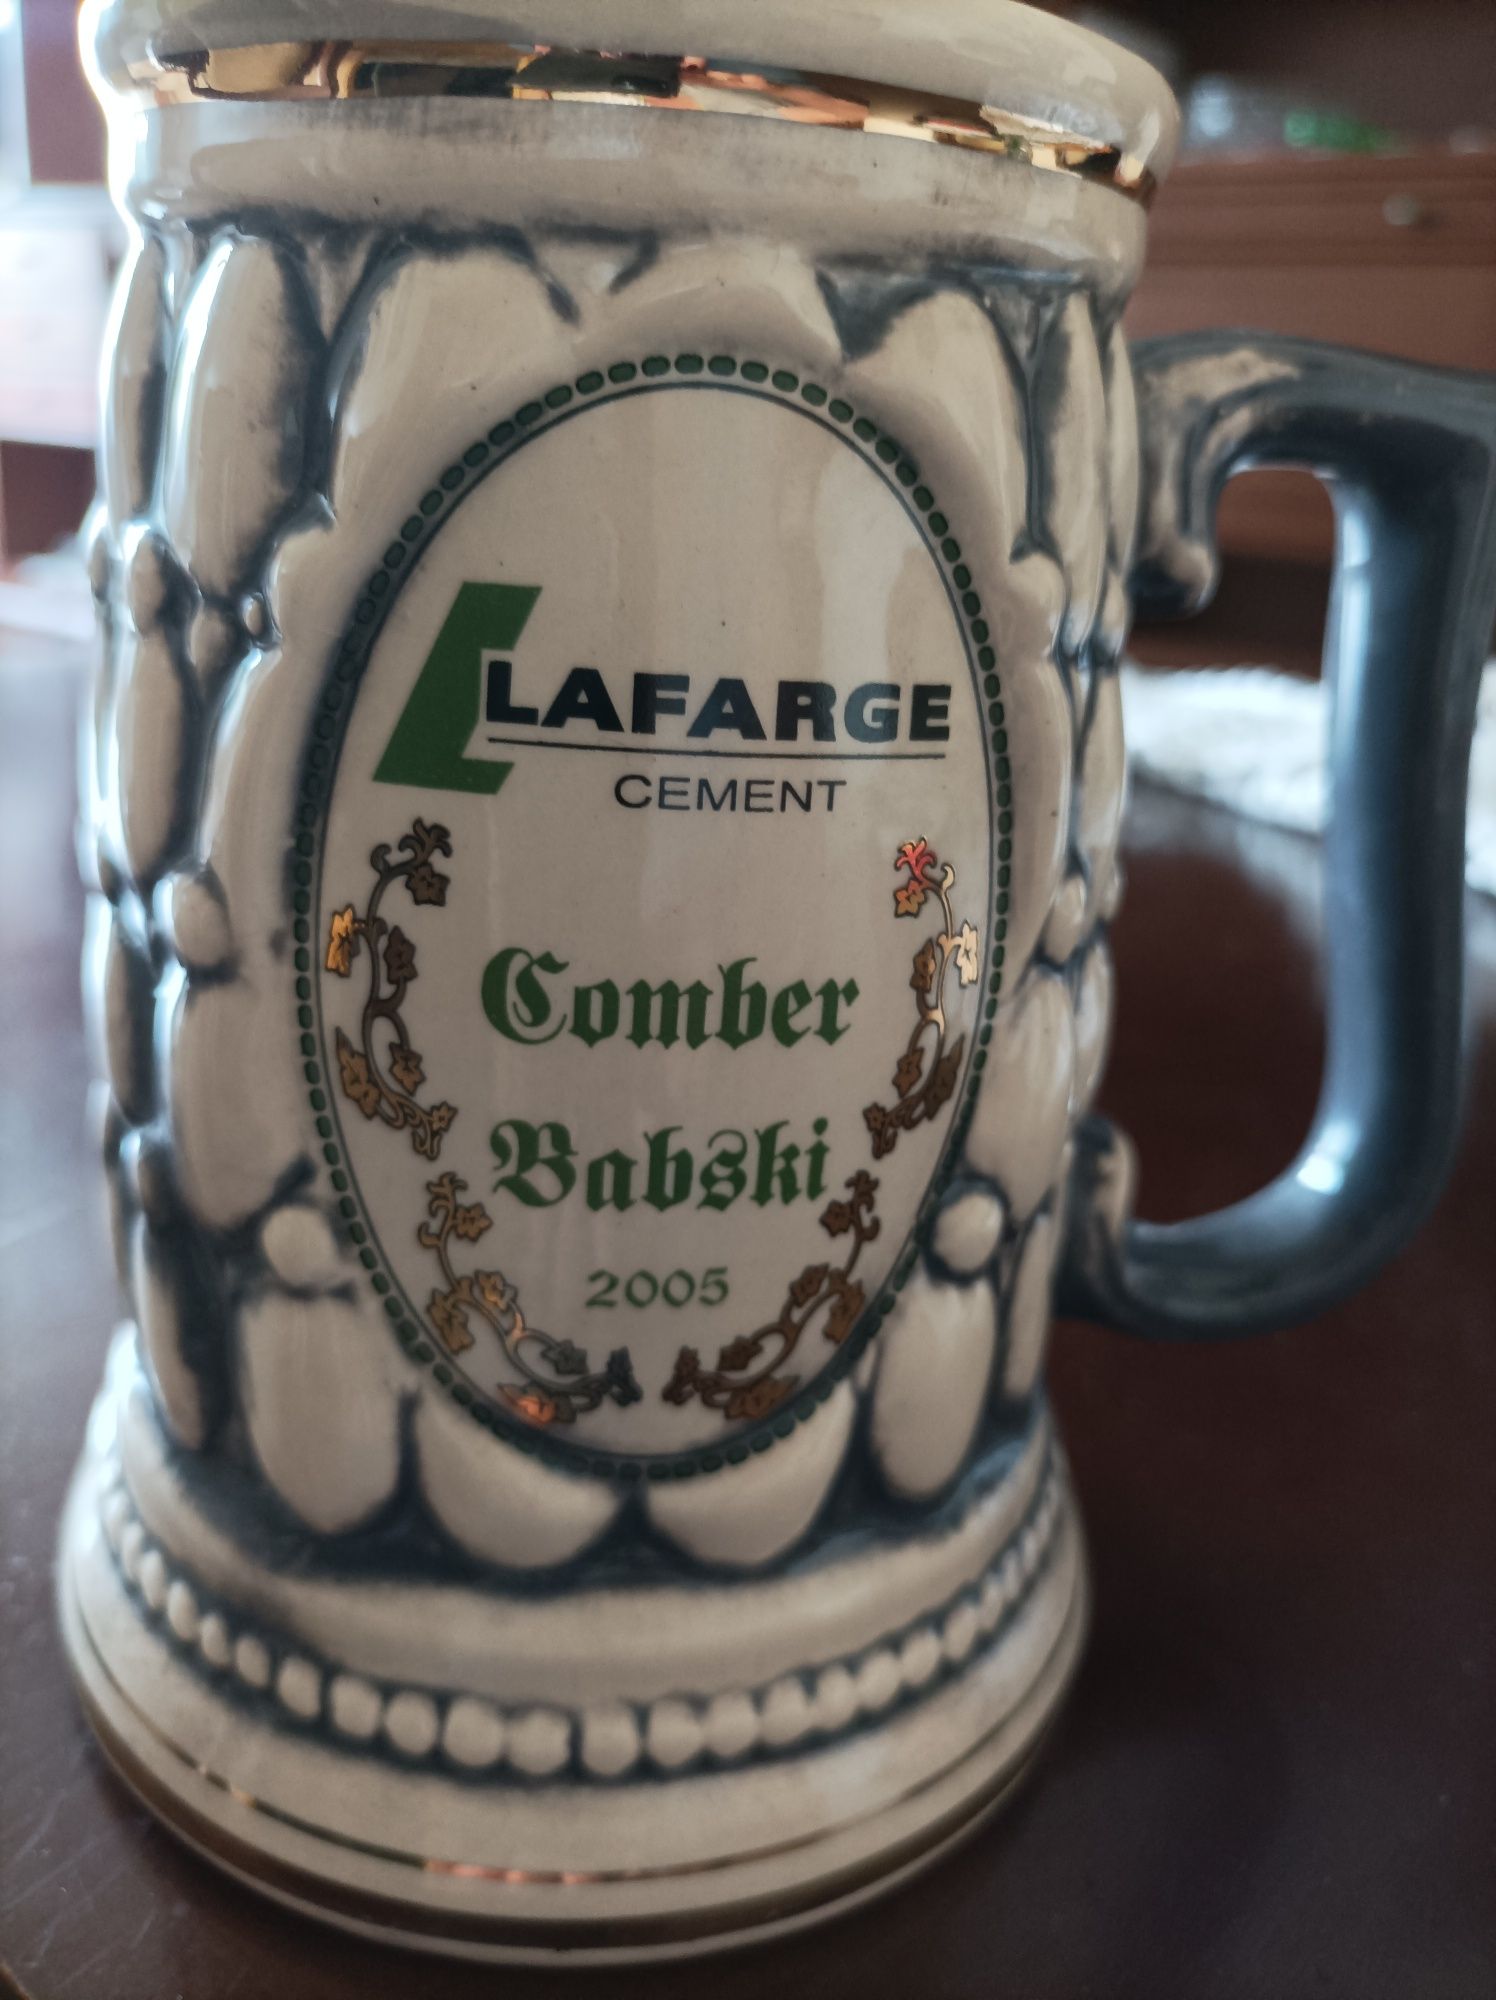 LAFARGE
CEMENT
Comber
Babski
2005